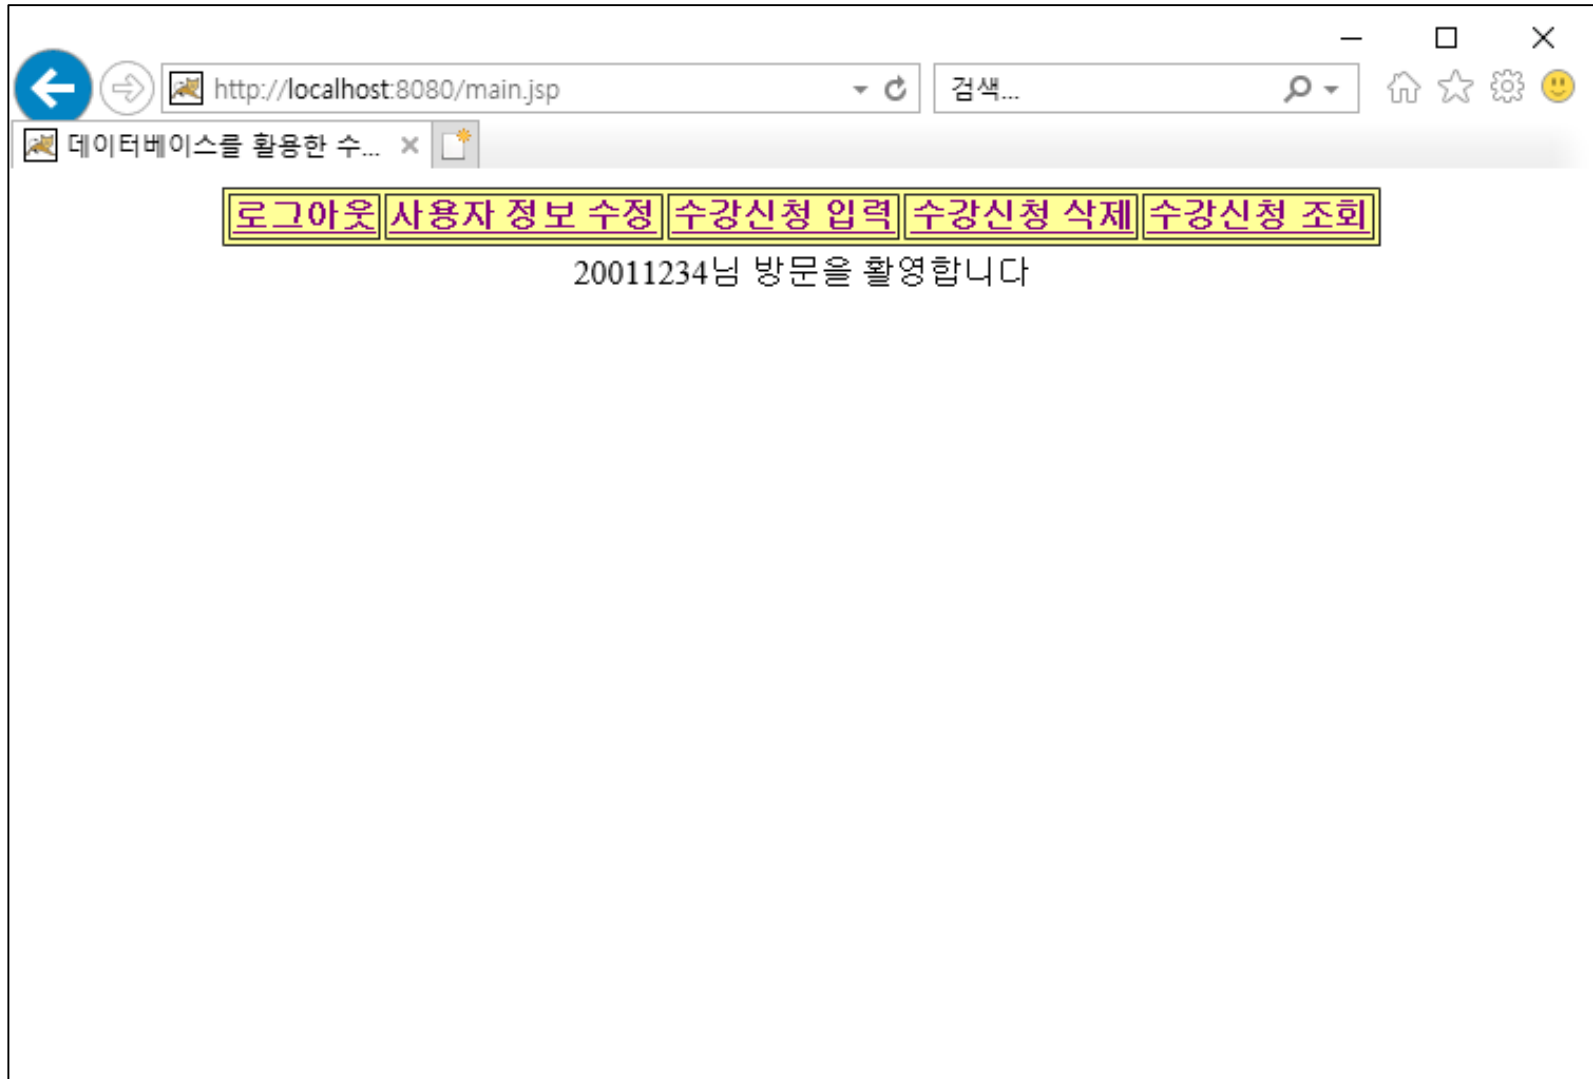 http://localhost:8080/main.jsp 검색...
데이터베이스를 활용한 수...
로그아웃 사용자 정보 수정 수강신청 입력 수강신청 삭제 수강신청 조회
20011234님 방문을 활영합니다